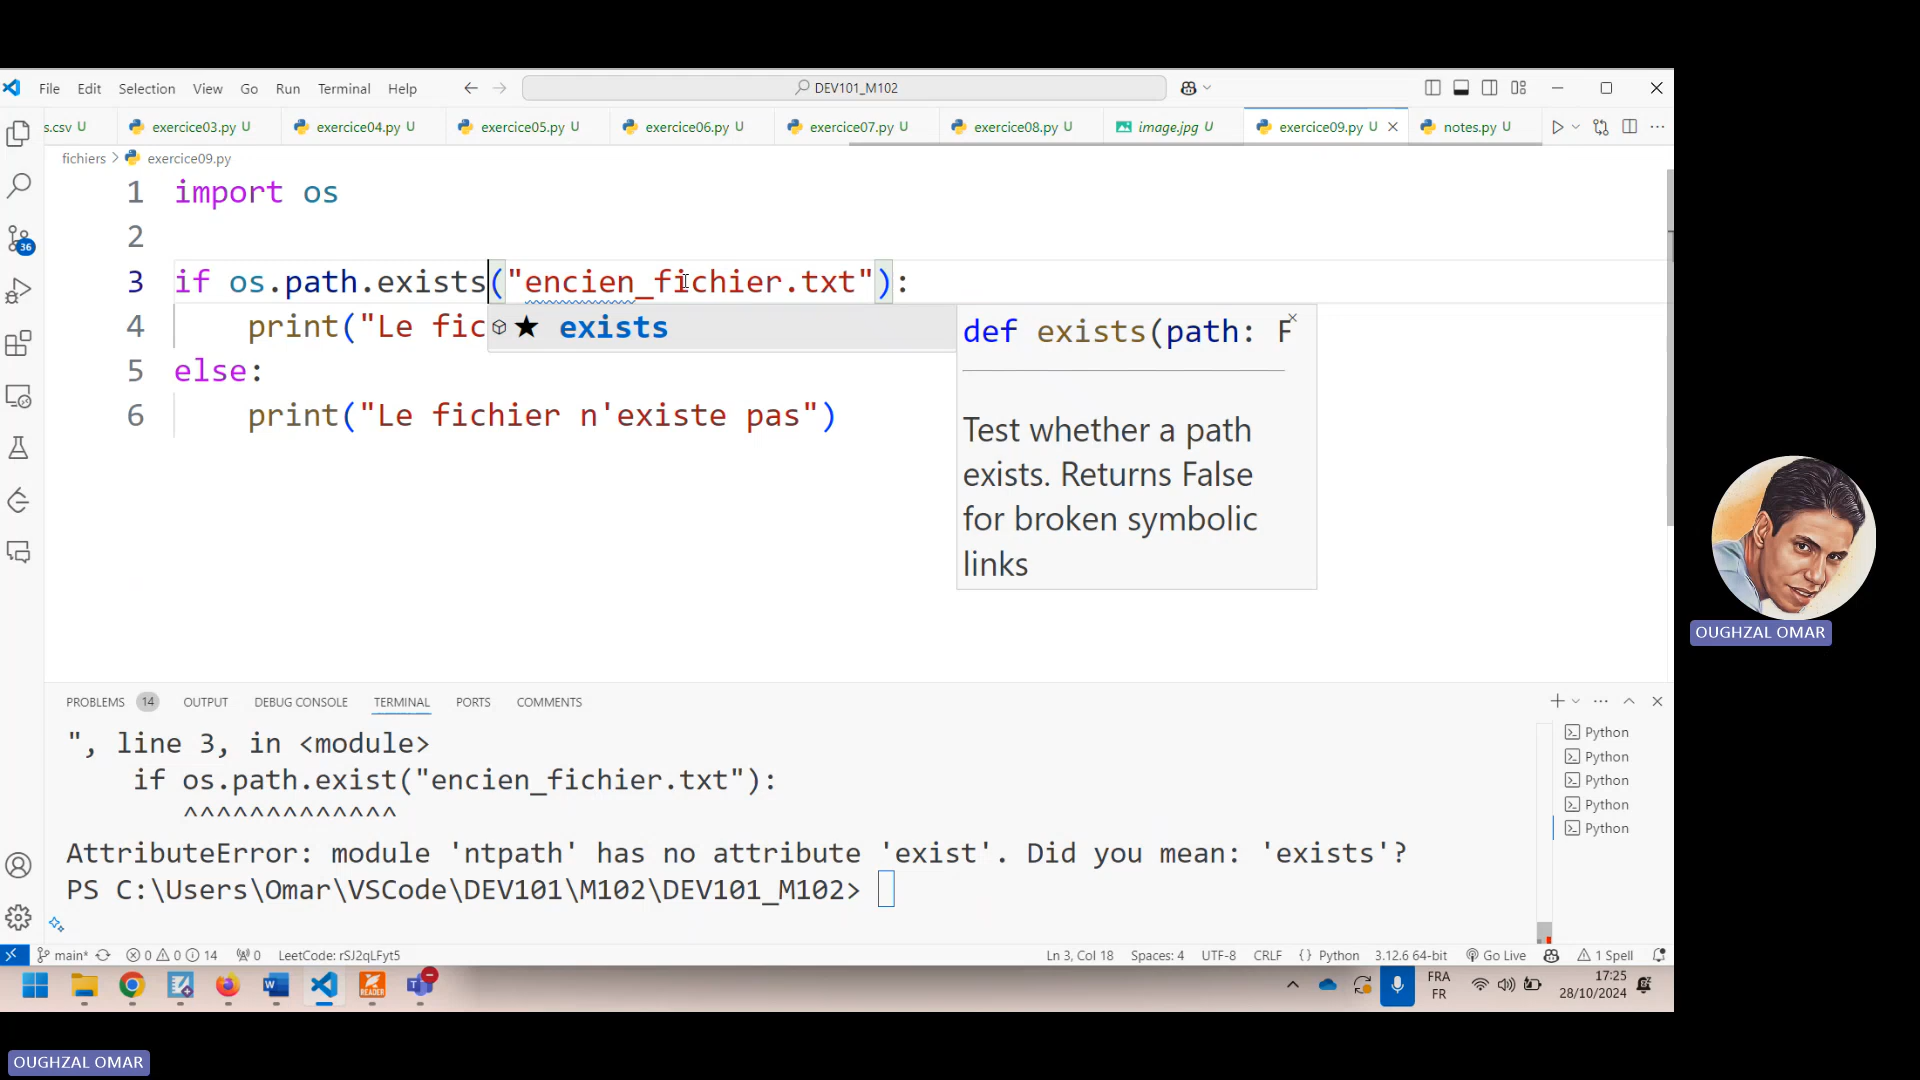 File Edit Selection View Go Run Terminal Help
DEV101_M102
s.csv U
exercice03.py U
exercice04.py U
exercice05.py U
exercice06.py U
exercice07.py U
exercice08.py U
image.jpg U
exercice09.py U
notes.py U
fichiers > exercice09.py
1 import os
2
3 if os.path.exists("encien_fichier.txt"):
4 print("Le fic
★ exists
def exists(path: F
Test whether a path
exists. Returns False
for broken symbolic
links
5 else:
6 print("Le fichier n'existe pas")
36
OUGHZAL OMAR
PROBLEMS 14 OUTPUT DEBUG CONSOLE TERMINAL PORTS COMMENTS
", line 3, in <module>
if os.path.exist("encien_fichier.txt"):
^^^^^^^^^^^^^
AttributeError: module 'ntpath' has no attribute 'exist'. Did you mean: 'exists'?
PS C:\Users\Omar\VSCode\DEV101\M102\DEV101_M102>
Python
Python
Python
Python
Python
main* 0 0 14 0 LeetCode: rSJ2qLFyt5
Ln 3, Col 18 Spaces: 4 UTF-8 CRLF { } Python 3.12.6 64-bit Go Live 1 Spell
FRA
FR
17:25
28/10/2024
OUGHZAL OMAR